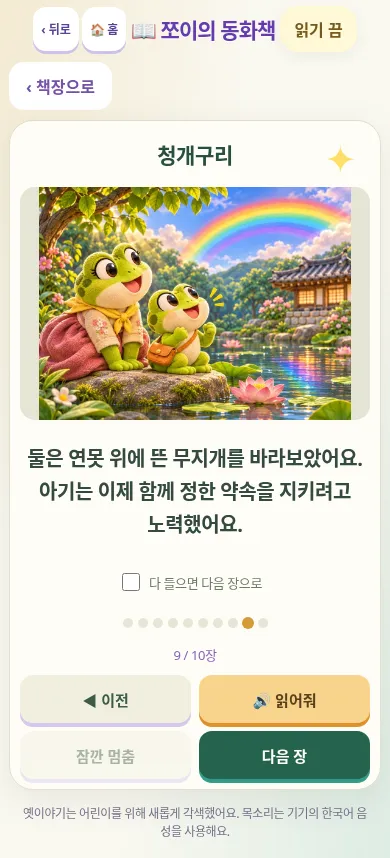 ‹ 뒤로
🏠 홈
📖 쪼이의 동화책
읽기 끔
‹ 책장으로
청개구리
둘은 연못 위에 뜬 무지개를 바라보았어요.
아기는 이제 함께 정한 약속을 지키려고
노력했어요.
다 들으면 다음 장으로
9 / 10장
◀ 이전
🔊 읽어줘
잠깐 멈춤
다음 장
옛이야기는 어린이를 위해 새롭게 각색했어요. 목소리는 기기의 한국어 음
성을 사용해요.